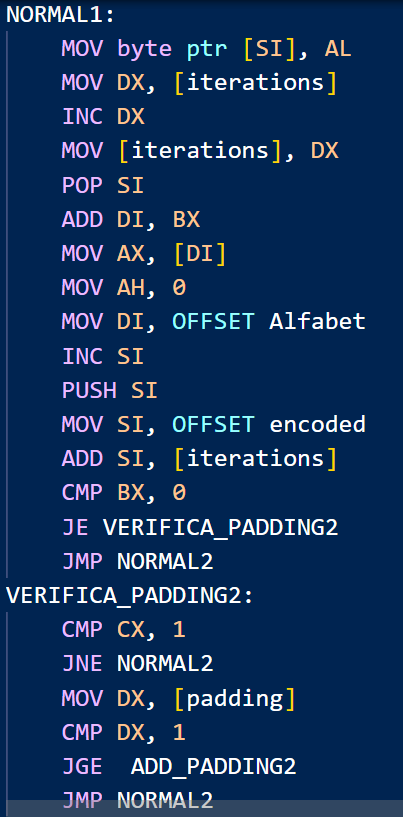 NORMAL1:
MOV byte ptr [SI], AL
MOV DX, [iterations]
INC DX
MOV [iterations], DX
POP SI
ADD DI, BX
MOV AX, [DI]
MOV AH, 0
MOV DI, OFFSET Alfabet
INC SI
PUSH SI
MOV SI, OFFSET encoded
ADD SI, [iterations]
CMP BX, 0
JE VERIFICA_PADDING2
JMP NORMAL2
VERIFICA_PADDING2:
CMP CX, 1
JNE NORMAL2
MOV DX, [padding]
CMP DX, 1
JGE  ADD_PADDING2
JMP NORMAL2